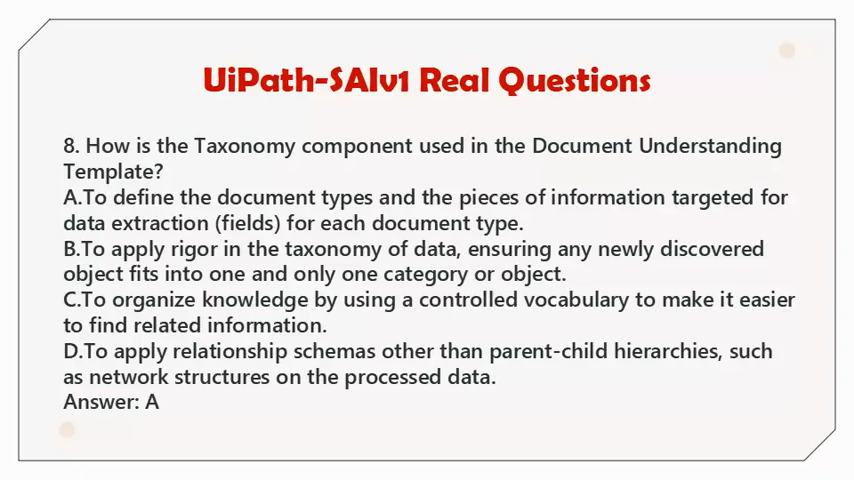 UiPath-SAIv1 Real Questions
8. How is the Taxonomy component used in the Document Understanding
Template?
A.To define the document types and the pieces of information targeted for
data extraction (fields) for each document type.
B.To apply rigor in the taxonomy of data, ensuring any newly discovered
object fits into one and only one category or object.
C.To organize knowledge by using a controlled vocabulary to make it easier
to find related information.
D.To apply relationship schemas other than parent-child hierarchies, such
as network structures on the processed data.
Answer: A